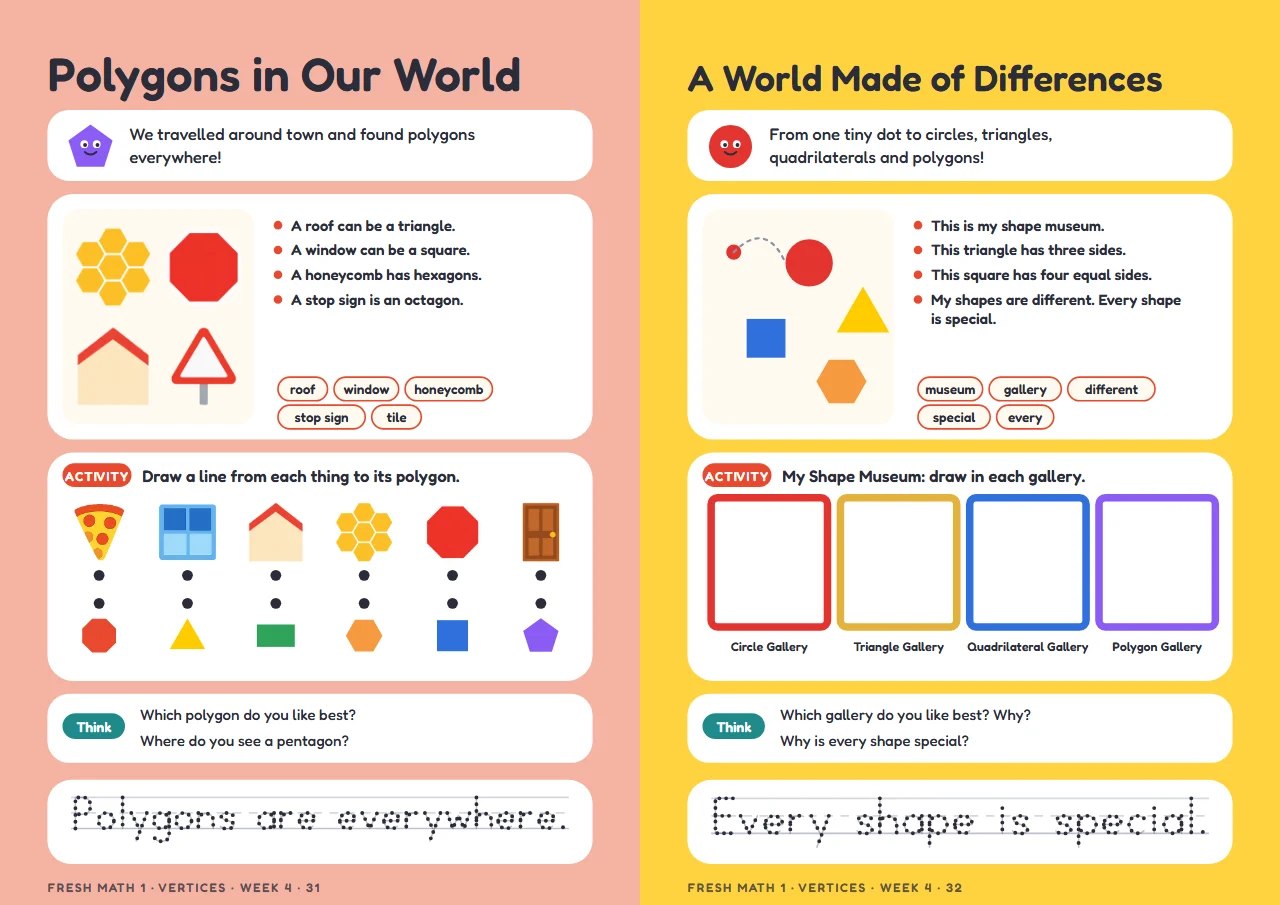 Polygons in Our World
We travelled around town and found polygons
everywhere!
A roof can be a triangle.
A window can be a square.
A honeycomb has hexagons.
A stop sign is an octagon.
roof window honeycomb
stop sign tile
ACTIVITY Draw a line from each thing to its polygon.
Think
Which polygon do you like best?
Where do you see a pentagon?
Polygons are everywhere.
FRESH MATH 1 · VERTICES · WEEK 4 · 31
A World Made of Differences
From one tiny dot to circles, triangles,
quadrilaterals and polygons!
This is my shape museum.
This triangle has three sides.
This square has four equal sides.
My shapes are different. Every shape
is special.
museum gallery different
special every
ACTIVITY My Shape Museum: draw in each gallery.
Circle Gallery Triangle Gallery Quadrilateral Gallery Polygon Gallery
Think
Which gallery do you like best? Why?
Why is every shape special?
Every shape is special.
FRESH MATH 1 · VERTICES · WEEK 4 · 32